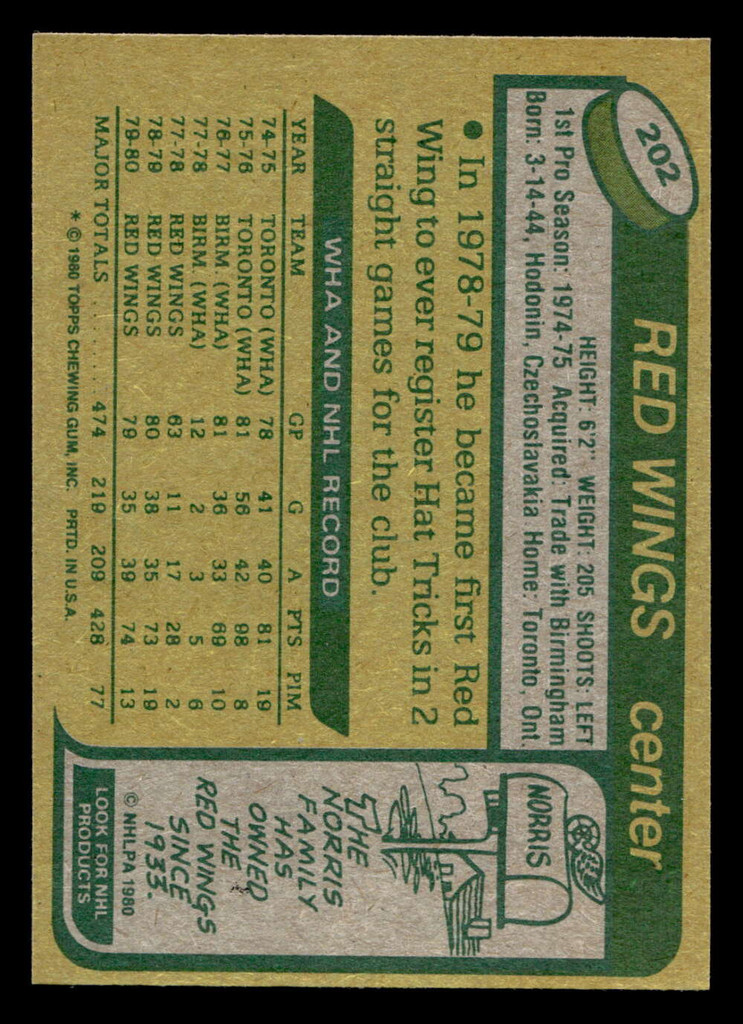 202
RED WINGS center
HEIGHT: 6'2" WEIGHT: 205 SHOOTS: LEFT
1st Pro Season: 1974-75 Acquired: Trade with Birmingham
Born: 3-14-44, Hodonin, Czechoslavakia Home: Toronto, Ont.
• In 1978-79 he became first Red
Wing to ever register Hat Tricks in 2
straight games for the club.
WHA AND NHL RECORD
YEAR TEAM GP G A PTS PIM
74-75 TORONTO (WHA) 78 41 40 81 19
75-76 TORONTO (WHA) 81 56 42 98 8
76-77 BIRM. (WHA) 81 36 33 69 10
77-78 BIRM. (WHA) 12 2 3 5 6
77-78 RED WINGS 63 11 17 28 2
78-79 RED WINGS 80 38 35 73 19
79-80 RED WINGS 79 35 39 74 13
MAJOR TOTALS ........ 474 219 209 428 77
* © 1980 TOPPS CHEWING GUM, INC. PRTD. IN U.S.A.
NORRIS
THE
NORRIS
FAMILY
HAS
OWNED
THE
RED WINGS
SINCE
1933.
© NHLPA 1980
LOOK FOR NHL
PRODUCTS